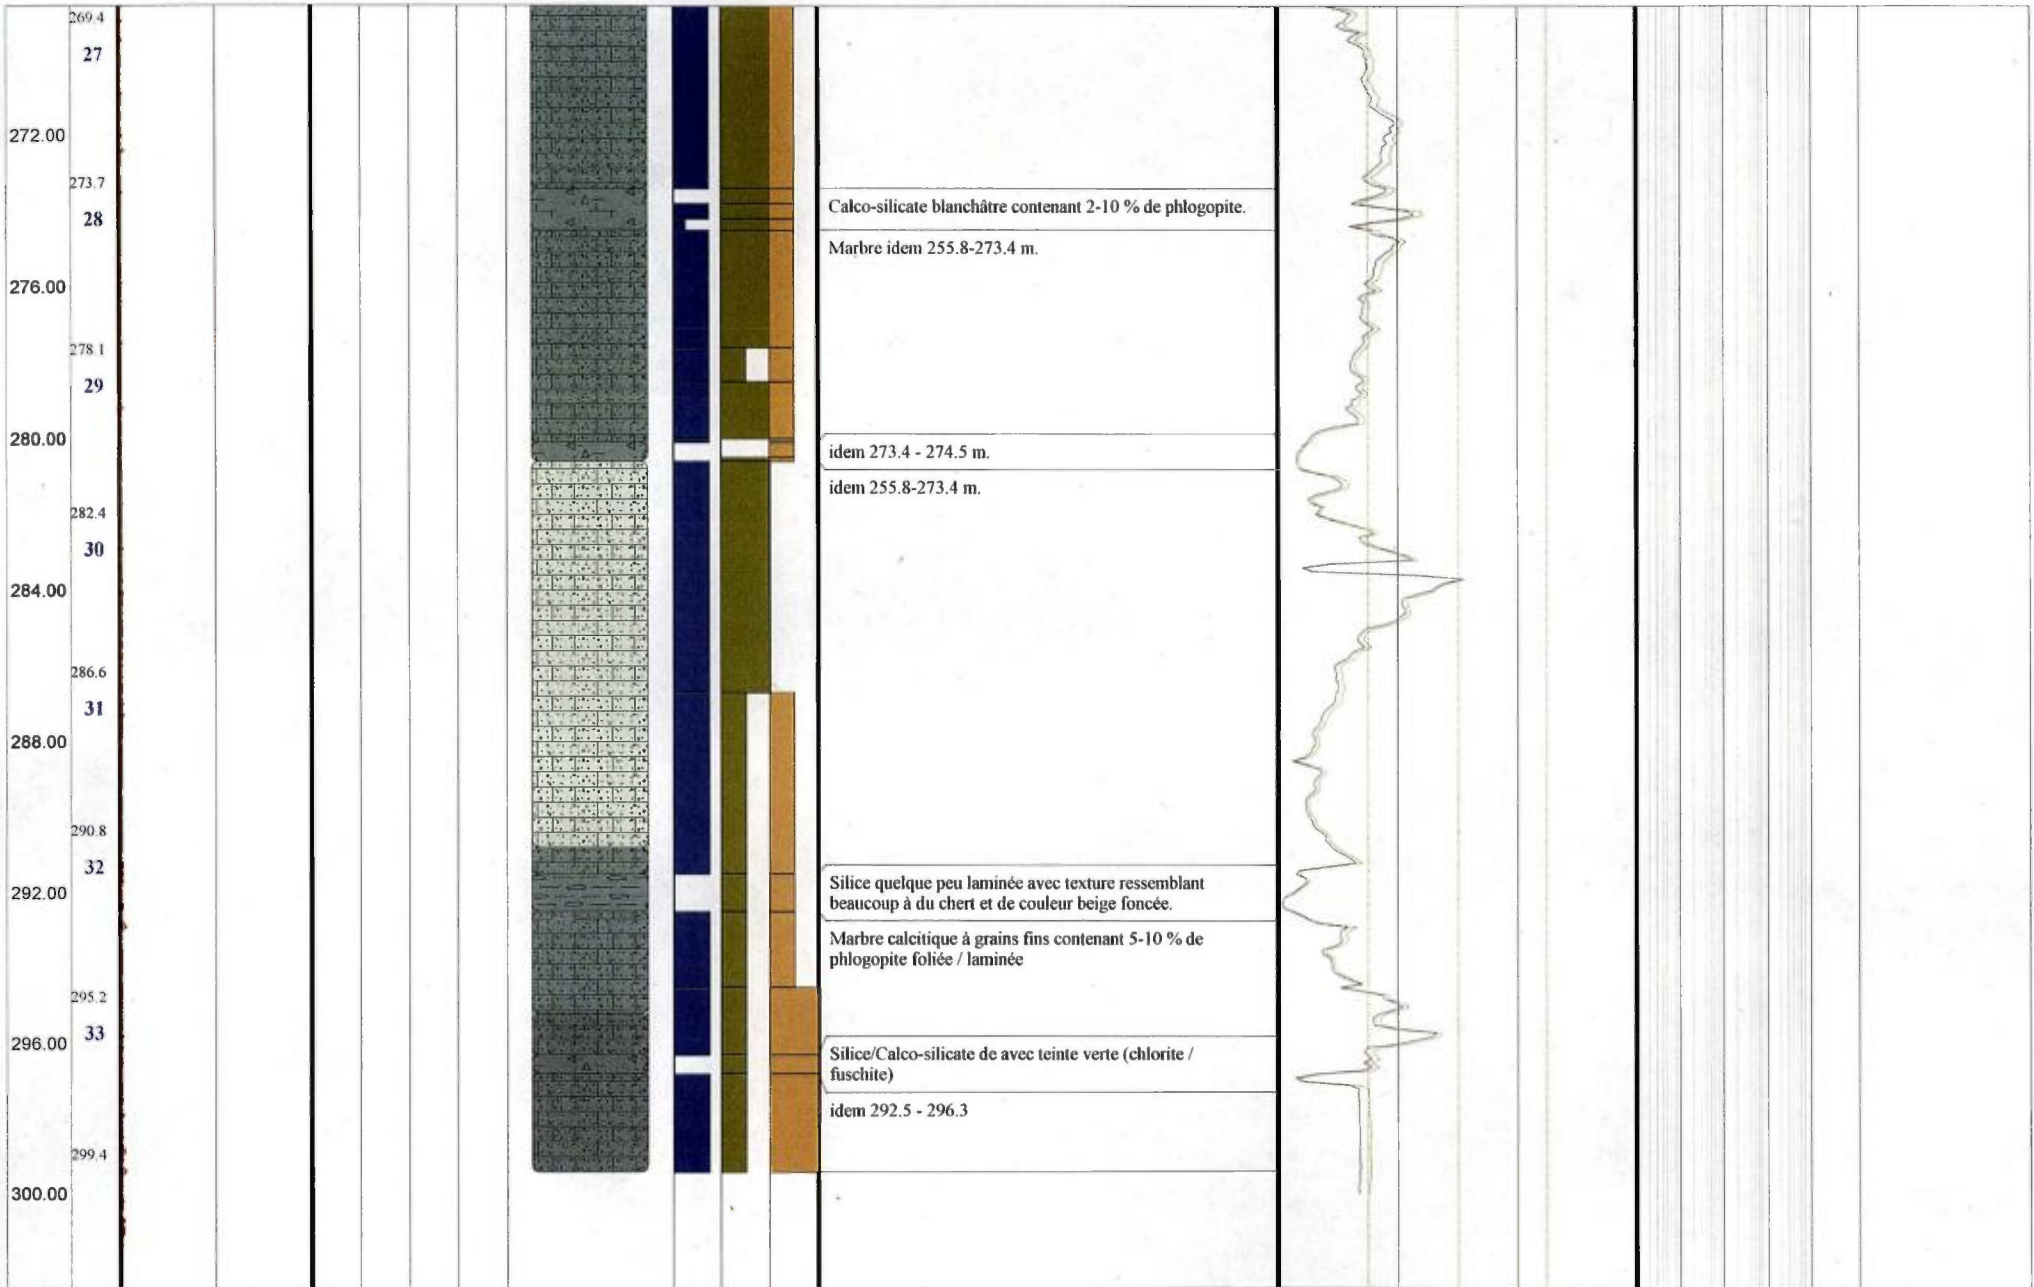 269.4
27
272.00
273.7
28
276.00
278.1
29
280.00
282.4
30
284.00
286.6
31
288.00
290.8
32
292.00
295.2
33
296.00
299.4
300.00
Calco-silicate blanchâtre contenant 2-10 % de phlogopite.
Marbre idem 255.8-273.4 m.
idem 273.4 - 274.5 m.
idem 255.8-273.4 m.
Silice quelque peu laminée avec texture ressemblant
beaucoup à du chert et de couleur beige foncée.
Marbre calcitique à grains fins contenant 5-10 % de
phlogopite foliée / laminée
Silice/Calco-silicate de avec teinte verte (chlorite /
fuschite)
idem 292.5 - 296.3